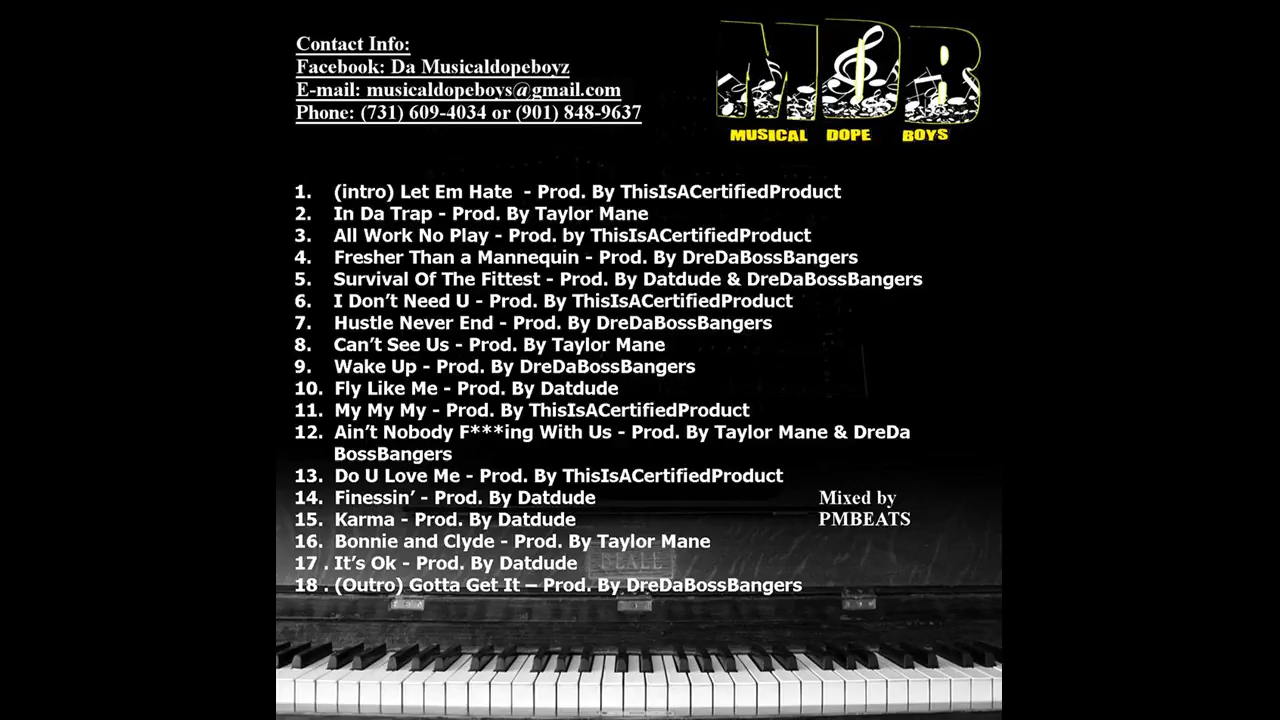 Contact Info:
Facebook: Da Musicaldopeboyz
E-mail: musicaldopeboys@gmail.com
Phone: (731) 609-4034 or (901) 848-9637
MDB
MUSICAL DOPE BOYS
1. (intro) Let Em Hate - Prod. By ThisIsACertifiedProduct
2. In Da Trap - Prod. By Taylor Mane
3. All Work No Play - Prod. by ThisIsACertifiedProduct
4. Fresher Than a Mannequin - Prod. By DreDaBossBangers
5. Survival Of The Fittest - Prod. By Datdude & DreDaBossBangers
6. I Don’t Need U - Prod. By ThisIsACertifiedProduct
7. Hustle Never End - Prod. By DreDaBossBangers
8. Can’t See Us - Prod. By Taylor Mane
9. Wake Up - Prod. By DreDaBossBangers
10. Fly Like Me - Prod. By Datdude
11. My My My - Prod. By ThisIsACertifiedProduct
12. Ain’t Nobody F***ing With Us - Prod. By Taylor Mane & DreDa
BossBangers
13. Do U Love Me - Prod. By ThisIsACertifiedProduct
14. Finessin’ - Prod. By Datdude
15. Karma - Prod. By Datdude
16. Bonnie and Clyde - Prod. By Taylor Mane
17 . It’s Ok - Prod. By Datdude
18 . (Outro) Gotta Get It – Prod. By DreDaBossBangers
Mixed by
PMBEATS